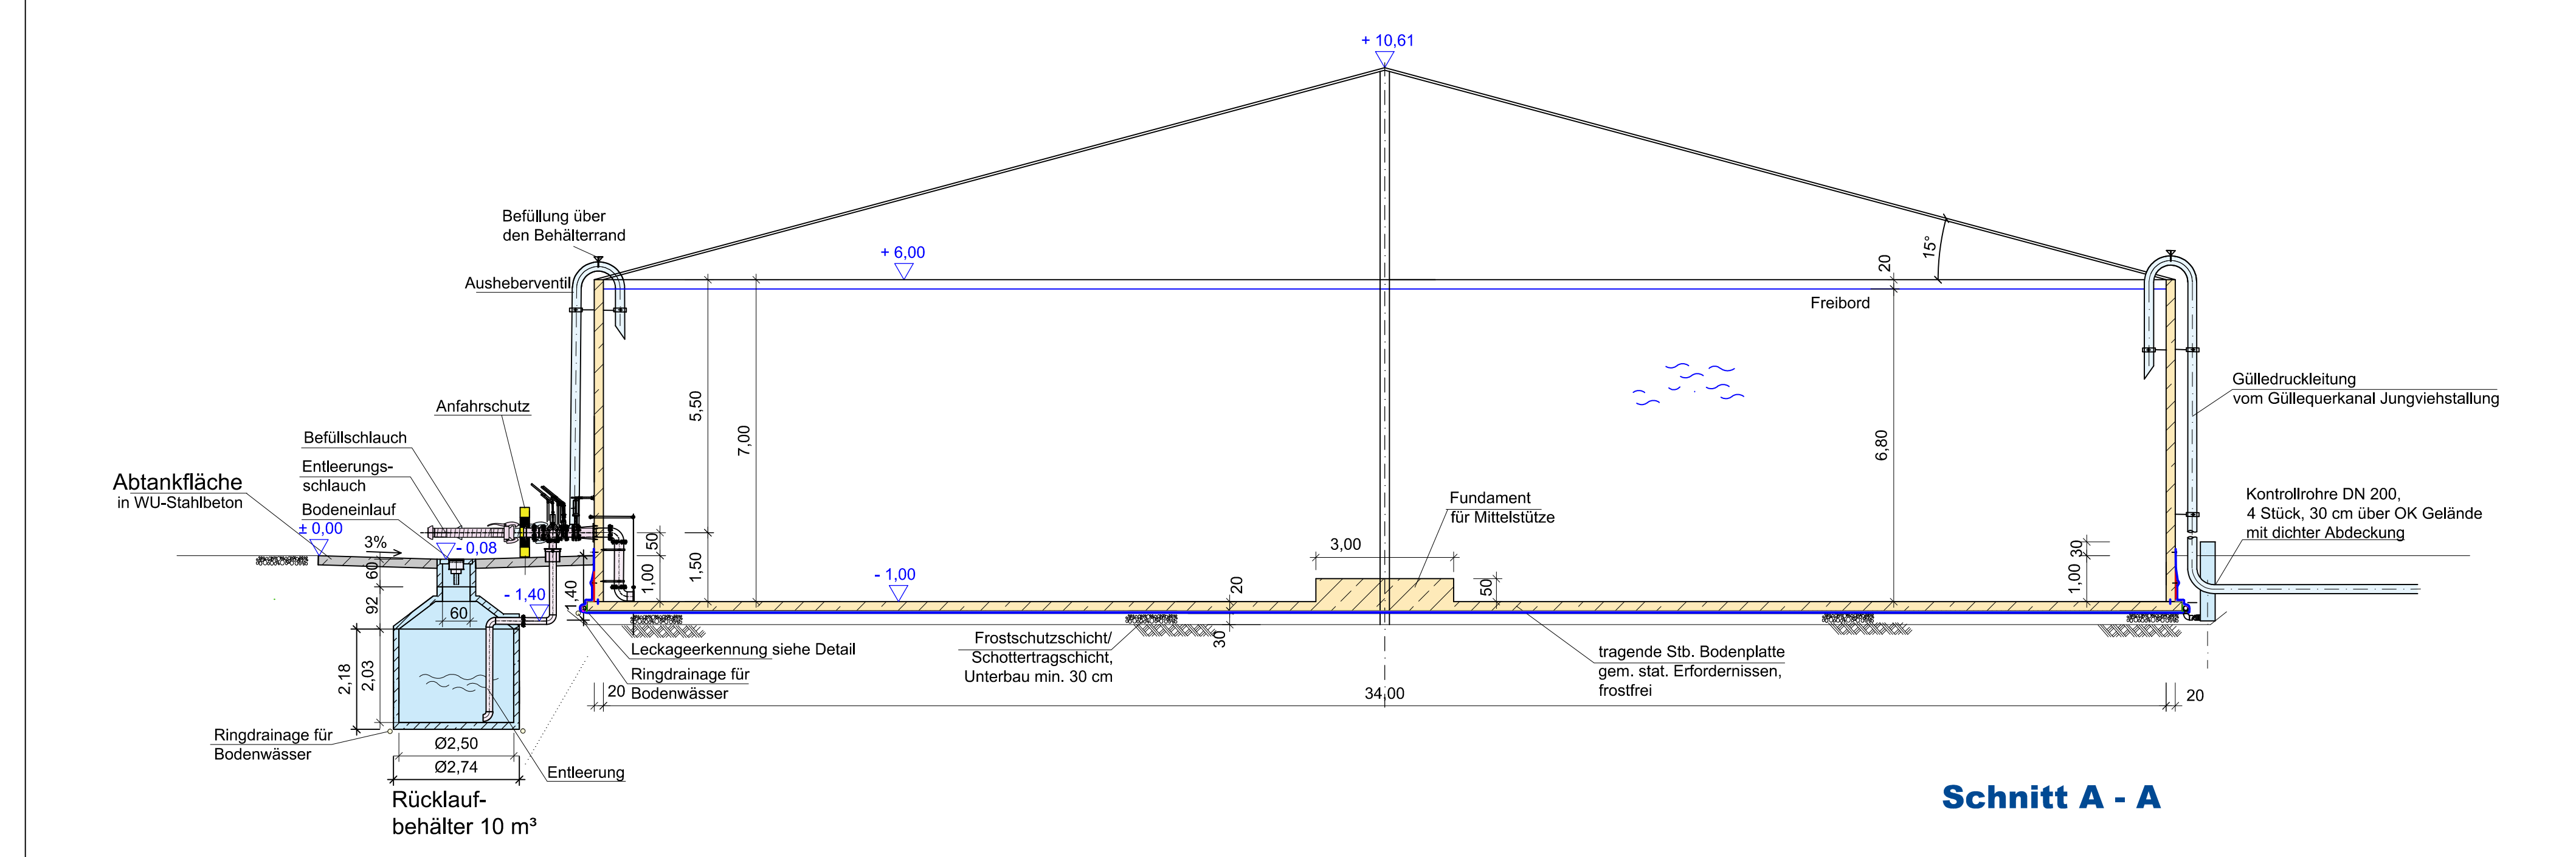 + 10,61
Befüllung über
den Behälterrand
Ausheberventil
+ 6,00
15°
20
Freibord
5,50
7,00
6,80
Gülledruckleitung
vom Güllequerkanal Jungviehstallung
Anfahrschutz
Befüllschlauch
Entleerungs-
schlauch
Bodeneinlauf
Abtankfläche
in WU-Stahlbeton
± 0,00
3%
- 0,08
Fundament
für Mittelstütze
Kontrollrohre DN 200,
4 Stück, 30 cm über OK Gelände
mit dichter Abdeckung
50
1,00
1,50
1,40
- 1,40
- 1,00
3,00
50
20
30
30
1,00
60
92
60
2,18
2,03
Leckageerkennung siehe Detail
Ringdrainage für
Bodenwässer
Frostschutzschicht/
Schottertragschicht,
Unterbau min. 30 cm
tragende Stb. Bodenplatte
gem. stat. Erfordernissen,
frostfrei
20
34,00
20
Ringdrainage für
Bodenwässer
Ø2,50
Ø2,74
Entleerung
Rücklauf-
behälter 10 m³
Schnitt A - A